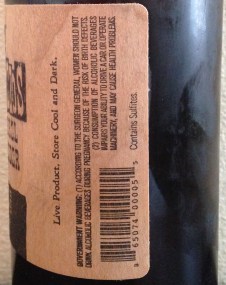 Live Product. Store Cool and Dark.
GOVERNMENT WARNING: (1) ACCORDING TO THE SURGEON GENERAL, WOMEN SHOULD NOT
DRINK ALCOHOLIC BEVERAGES DURING PREGNANCY BECAUSE OF THE RISK OF BIRTH DEFECTS.
(2) CONSUMPTION OF ALCOHOLIC BEVERAGES
IMPAIRS YOUR ABILITY TO DRIVE A CAR OR OPERATE
MACHINERY, AND MAY CAUSE HEALTH PROBLEMS.
Contains Sulfites.
8 65074 00005 5